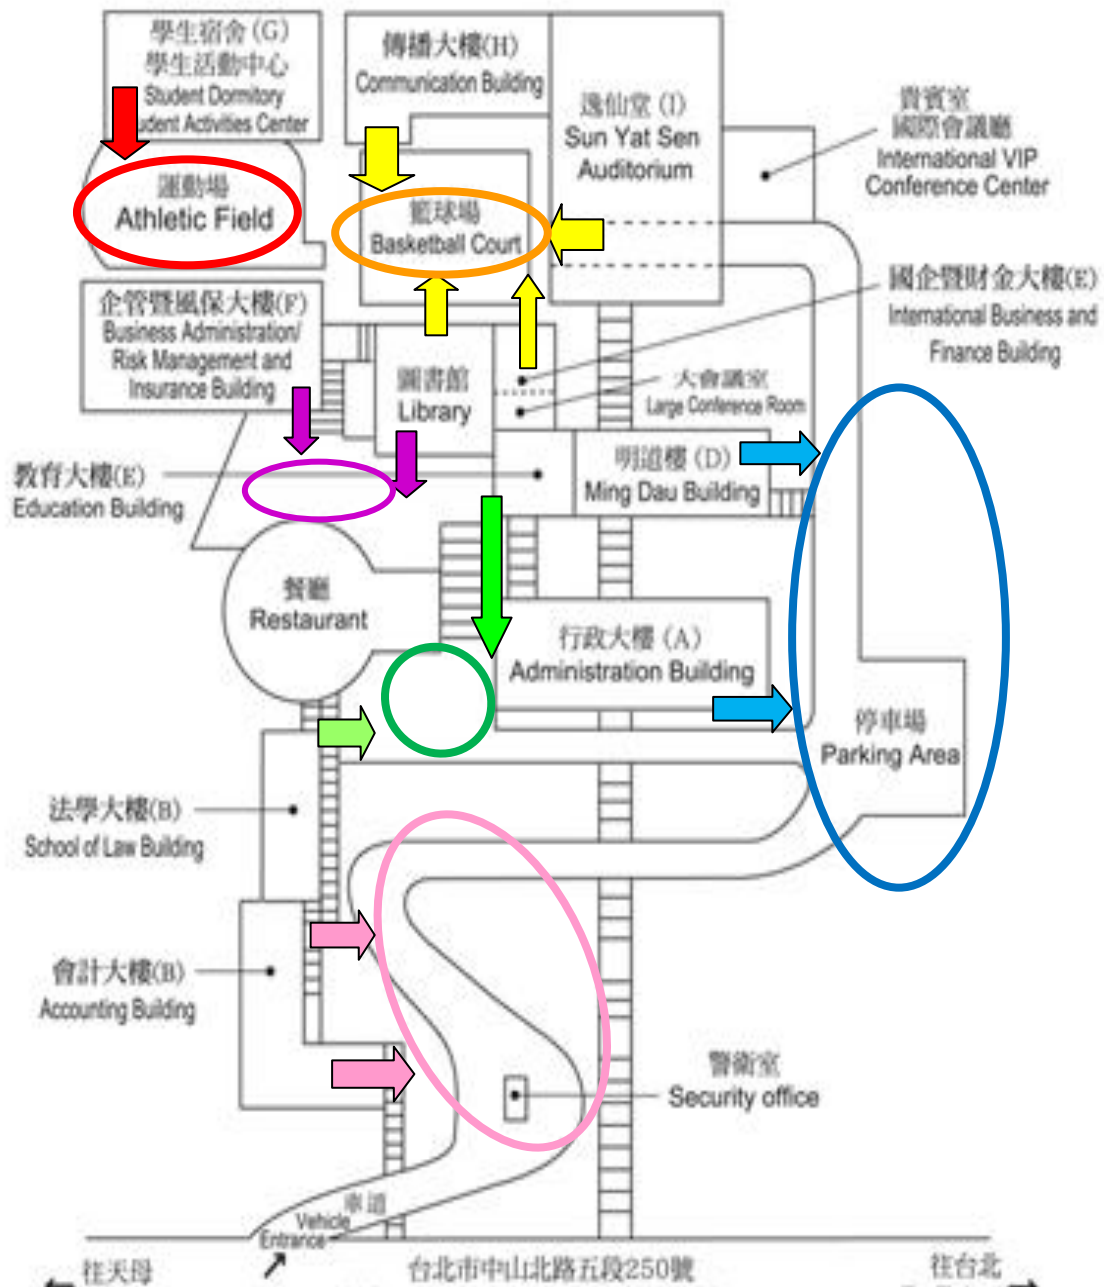 學生宿舍(G)
學生活動中心
Student Dormitory
udent Activities Center
傳播大樓(H)
Communication Building
逸仙堂(I)
Sun Yat Sen
Auditorium
貴賓室
國際會議廳
International VIP
Conference Center
運動場
Athletic Field
籃球場
Basketball Court
企管暨風保大樓(F)
Business Administration/
Risk Management and
Insurance Building
國企暨財金大樓(E)
International Business and
Finance Building
圖書館
Library
大會議室
Large Conference Room
教育大樓(E)
Education Building
明道樓(D)
Ming Dau Building
餐廳
Restaurant
行政大樓(A)
Administration Building
停車場
Parking Area
法學大樓(B)
School of Law Building
會計大樓(B)
Accounting Building
警衛室
Security office
車道
Vehicle
Entrance
往天母
台北市中山北路五段250號
往台北